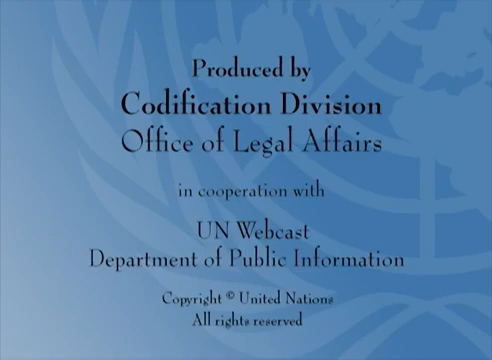 Produced by
Codification Division
Office of Legal Affairs
in cooperation with
UN Webcast
Department of Public Information
Copyright © United Nations
All rights reserved